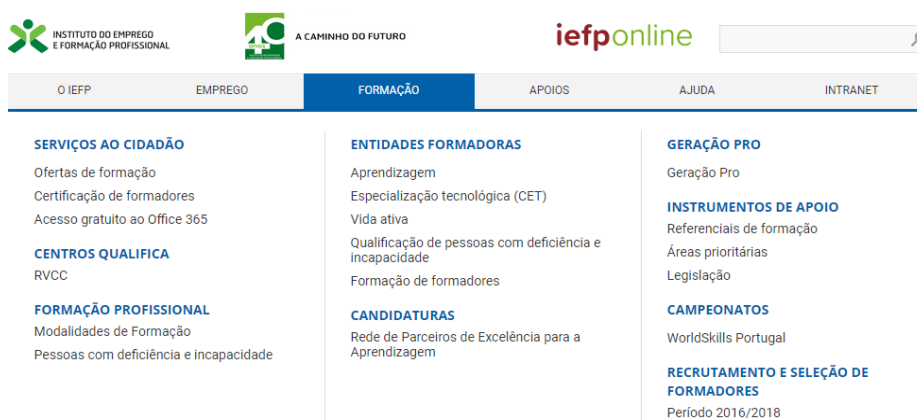 INSTITUTO DO EMPREGO
E FORMAÇÃO PROFISSIONAL
40
anos
A CAMINHO DO FUTURO
iefponline
O IEFP
EMPREGO
FORMAÇÃO
APOIOS
AJUDA
INTRANET
SERVIÇOS AO CIDADÃO
Ofertas de formação
Certificação de formadores
Acesso gratuito ao Office 365
CENTROS QUALIFICA
RVCC
FORMAÇÃO PROFISSIONAL
Modalidades de Formação
Pessoas com deficiência e incapacidade
ENTIDADES FORMADORAS
Aprendizagem
Especialização tecnológica (CET)
Vida ativa
Qualificação de pessoas com deficiência e
incapacidade
Formação de formadores
CANDIDATURAS
Rede de Parceiros de Excelência para a
Aprendizagem
GERAÇÃO PRO
Geração Pro
INSTRUMENTOS DE APOIO
Referenciais de formação
Áreas prioritárias
Legislação
CAMPEONATOS
WorldSkills Portugal
RECRUTAMENTO E SELEÇÃO DE
FORMADORES
Período 2016/2018